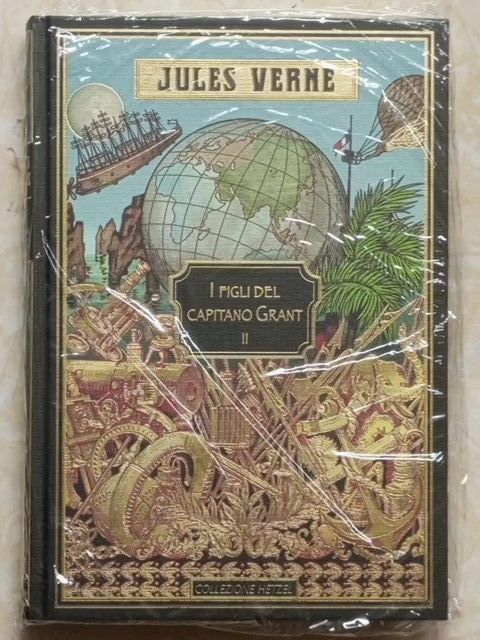 JULES VERNE
I FIGLI DEL
CAPITANO GRANT
II
COLLEZIONE HETZEL